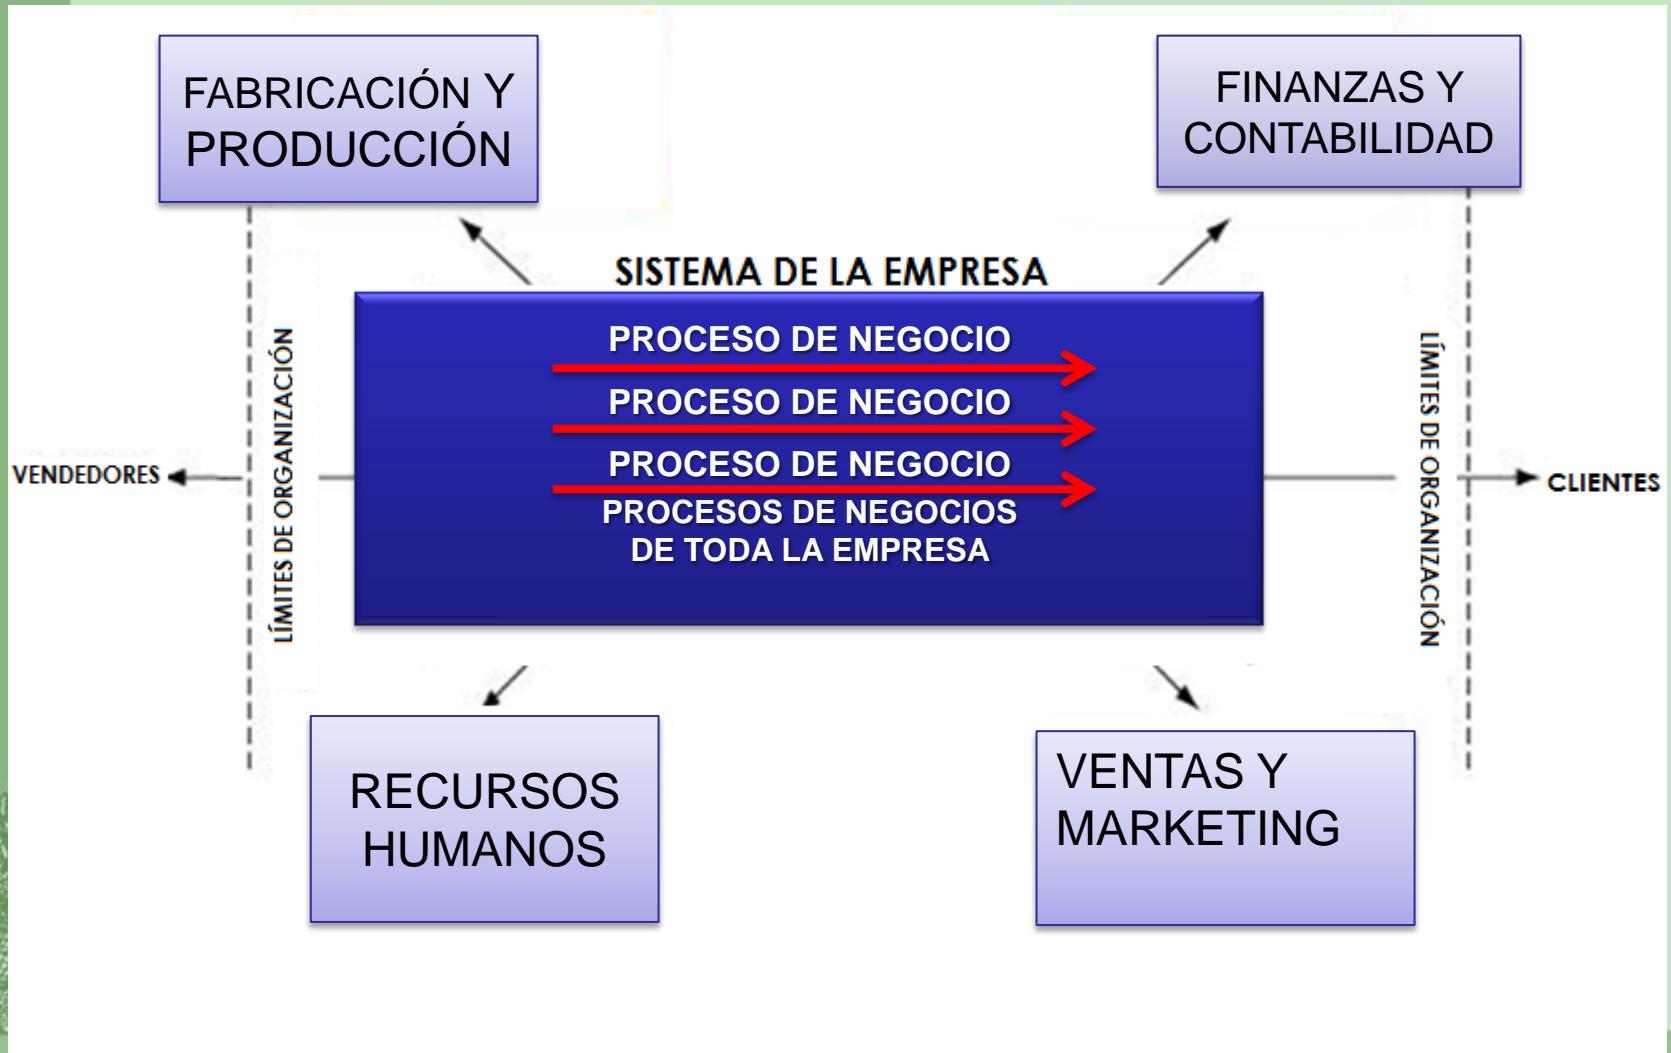 FABRICACIÓN Y
PRODUCCIÓN
FINANZAS Y
CONTABILIDAD
SISTEMA DE LA EMPRESA
PROCESO DE NEGOCIO
PROCESO DE NEGOCIO
PROCESO DE NEGOCIO
PROCESOS DE NEGOCIOS
DE TODA LA EMPRESA
VENDEDORES
LÍMITES DE ORGANIZACIÓN
LÍMITES DE ORGANIZACIÓN
CLIENTES
RECURSOS
HUMANOS
VENTAS Y
MARKETING